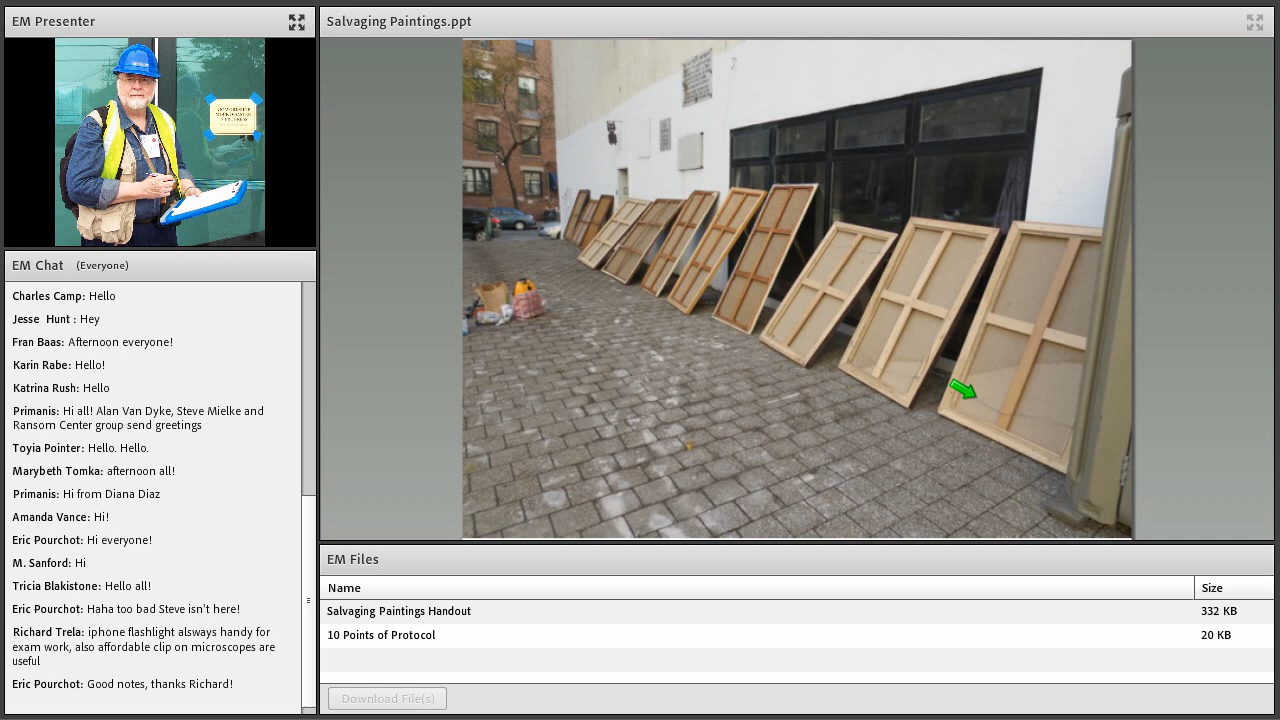 EM Presenter
EM Chat (Everyone)
Charles Camp: Hello
Jesse Hunt : Hey
Fran Baas: Afternoon everyone!
Karin Rabe: Hello!
Katrina Rush: Hello
Primanis: Hi all! Alan Van Dyke, Steve Mielke and
Ransom Center group send greetings
Toyia Pointer: Hello. Hello.
Marybeth Tomka: afternoon all!
Primanis: Hi from Diana Diaz
Amanda Vance: Hi!
Eric Pourchot: Hi everyone!
M. Sanford: Hi
Tricia Blakistone: Hello all!
Eric Pourchot: Haha too bad Steve isn't here!
Richard Trela: iphone flashlight alsways handy for
exam work, also affordable clip on microscopes are
useful
Eric Pourchot: Good notes, thanks Richard!
Salvaging Paintings.ppt
EM Files
Name Size
Salvaging Paintings Handout 332 KB
10 Points of Protocol 20 KB
Download File(s)